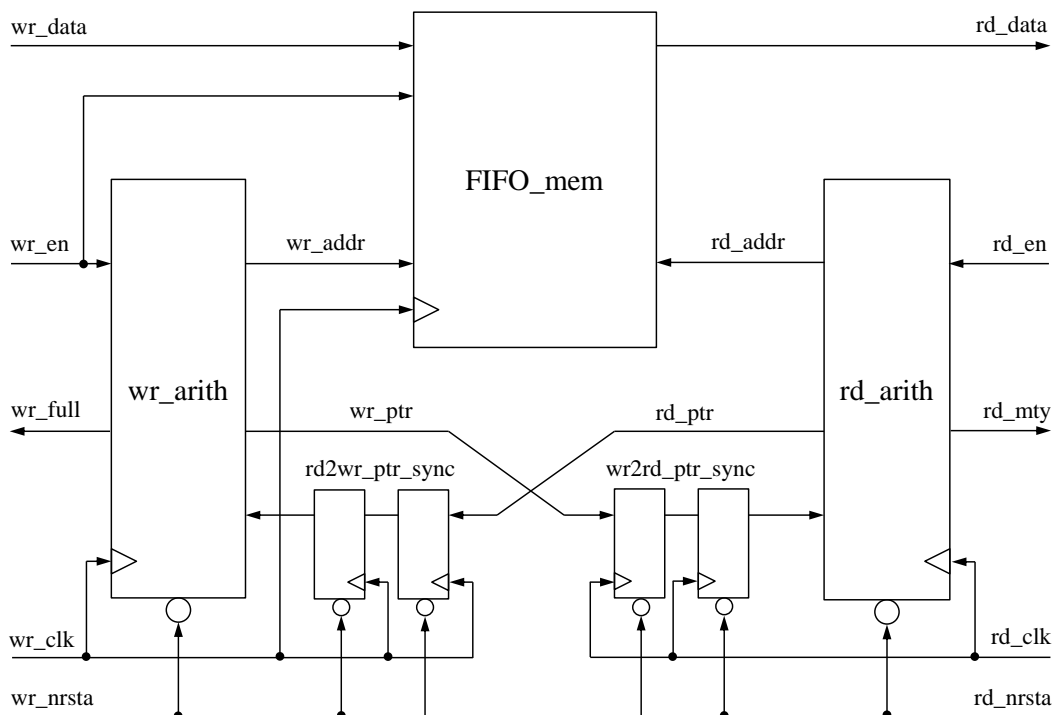 wr_data
rd_data
FIFO_mem
wr_en
wr_addr
rd_addr
rd_en
wr_arith
rd_arith
wr_full
wr_ptr
rd_ptr
rd_mty
rd2wr_ptr_sync
wr2rd_ptr_sync
wr_clk
rd_clk
wr_nrsta
rd_nrsta